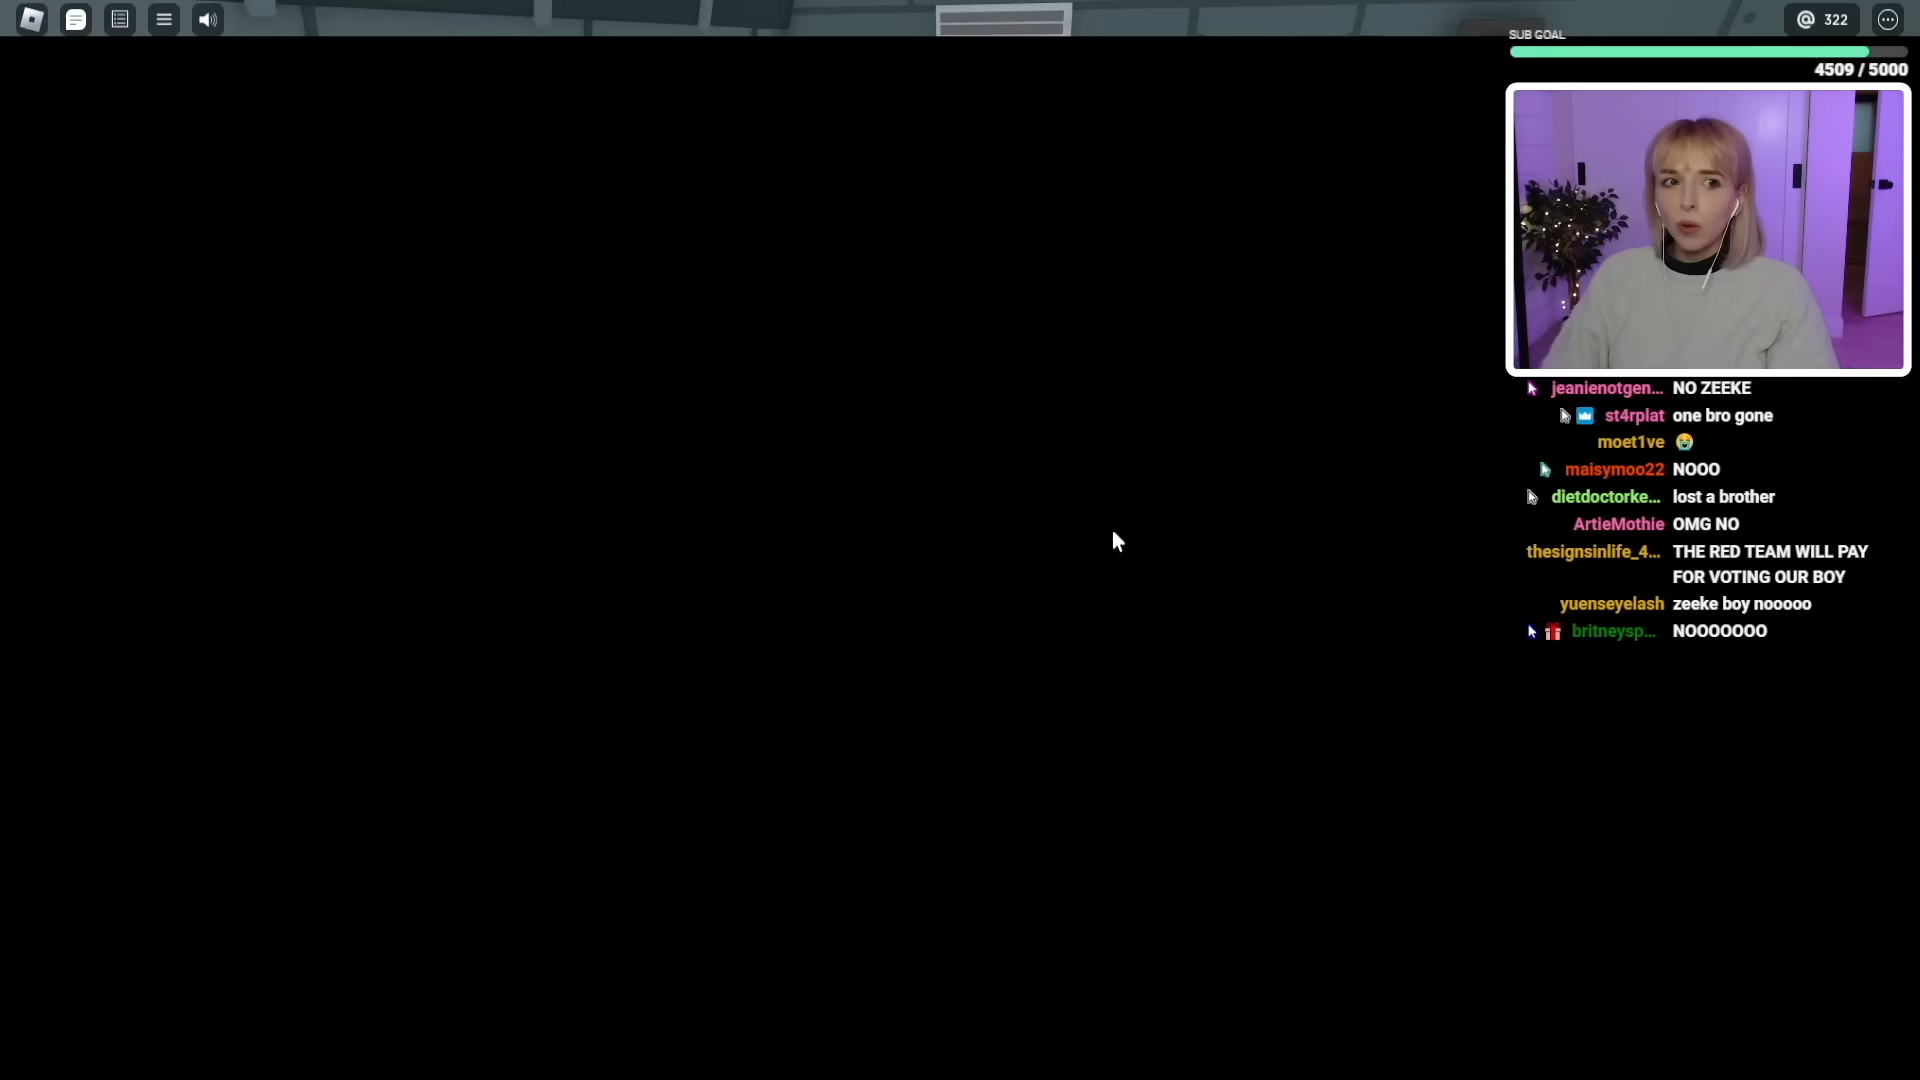 322
SUB GOAL
4509 / 5000
jeanienotgen... NO ZEEKE
st4rplat one bro gone
moet1ve 😭
maisymoo22 NOOO
dietdoctorke... lost a brother
ArtieMothie OMG NO
thesignsinlife_4... THE RED TEAM WILL PAY
FOR VOTING OUR BOY
yuenseyelash zeeke boy nooooo
britneysp... NOOOOOOO